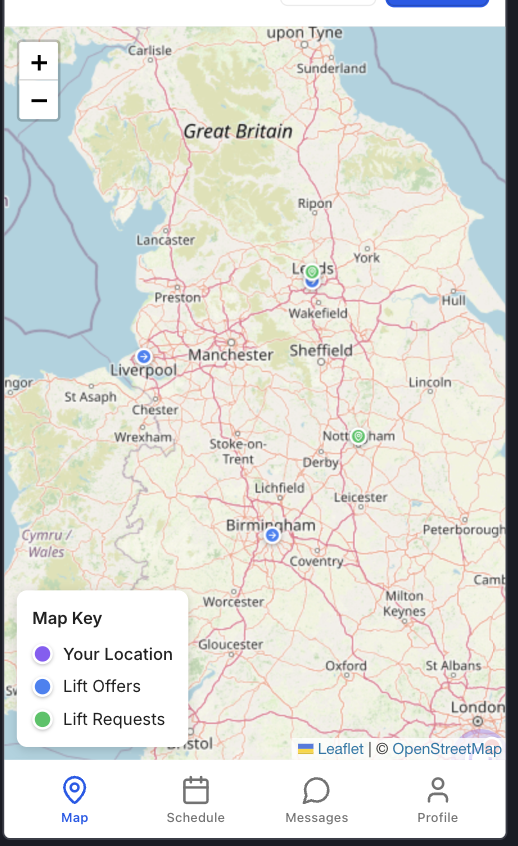 upon Tyne
Carlisle
Sunderland
+
−
Great Britain
Ripon
Lancaster
York
Leeds
Preston
Hull
Wakefield
Manchester
Sheffield
Liverpool
Lincoln
St Asaph
Chester
Wrexham
Nottingham
Stoke-on-
Trent
Derby
Lichfield
Leicester
Birmingham
Peterborough
Cymru /
Wales
Coventry
Worcester
Milton
Keynes
Gloucester
Oxford
St Albans
London
Map Key
Your Location
Lift Offers
Lift Requests
Leaflet | © OpenStreetMap
Map
Schedule
Messages
Profile